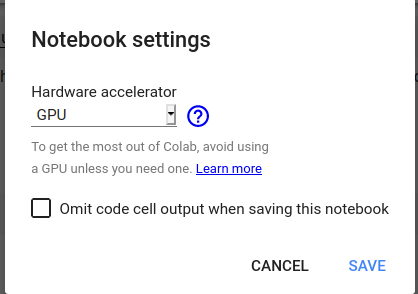 Notebook settings
Hardware accelerator
GPU
?
To get the most out of Colab, avoid using
a GPU unless you need one. Learn more
Omit code cell output when saving this notebook
CANCEL SAVE